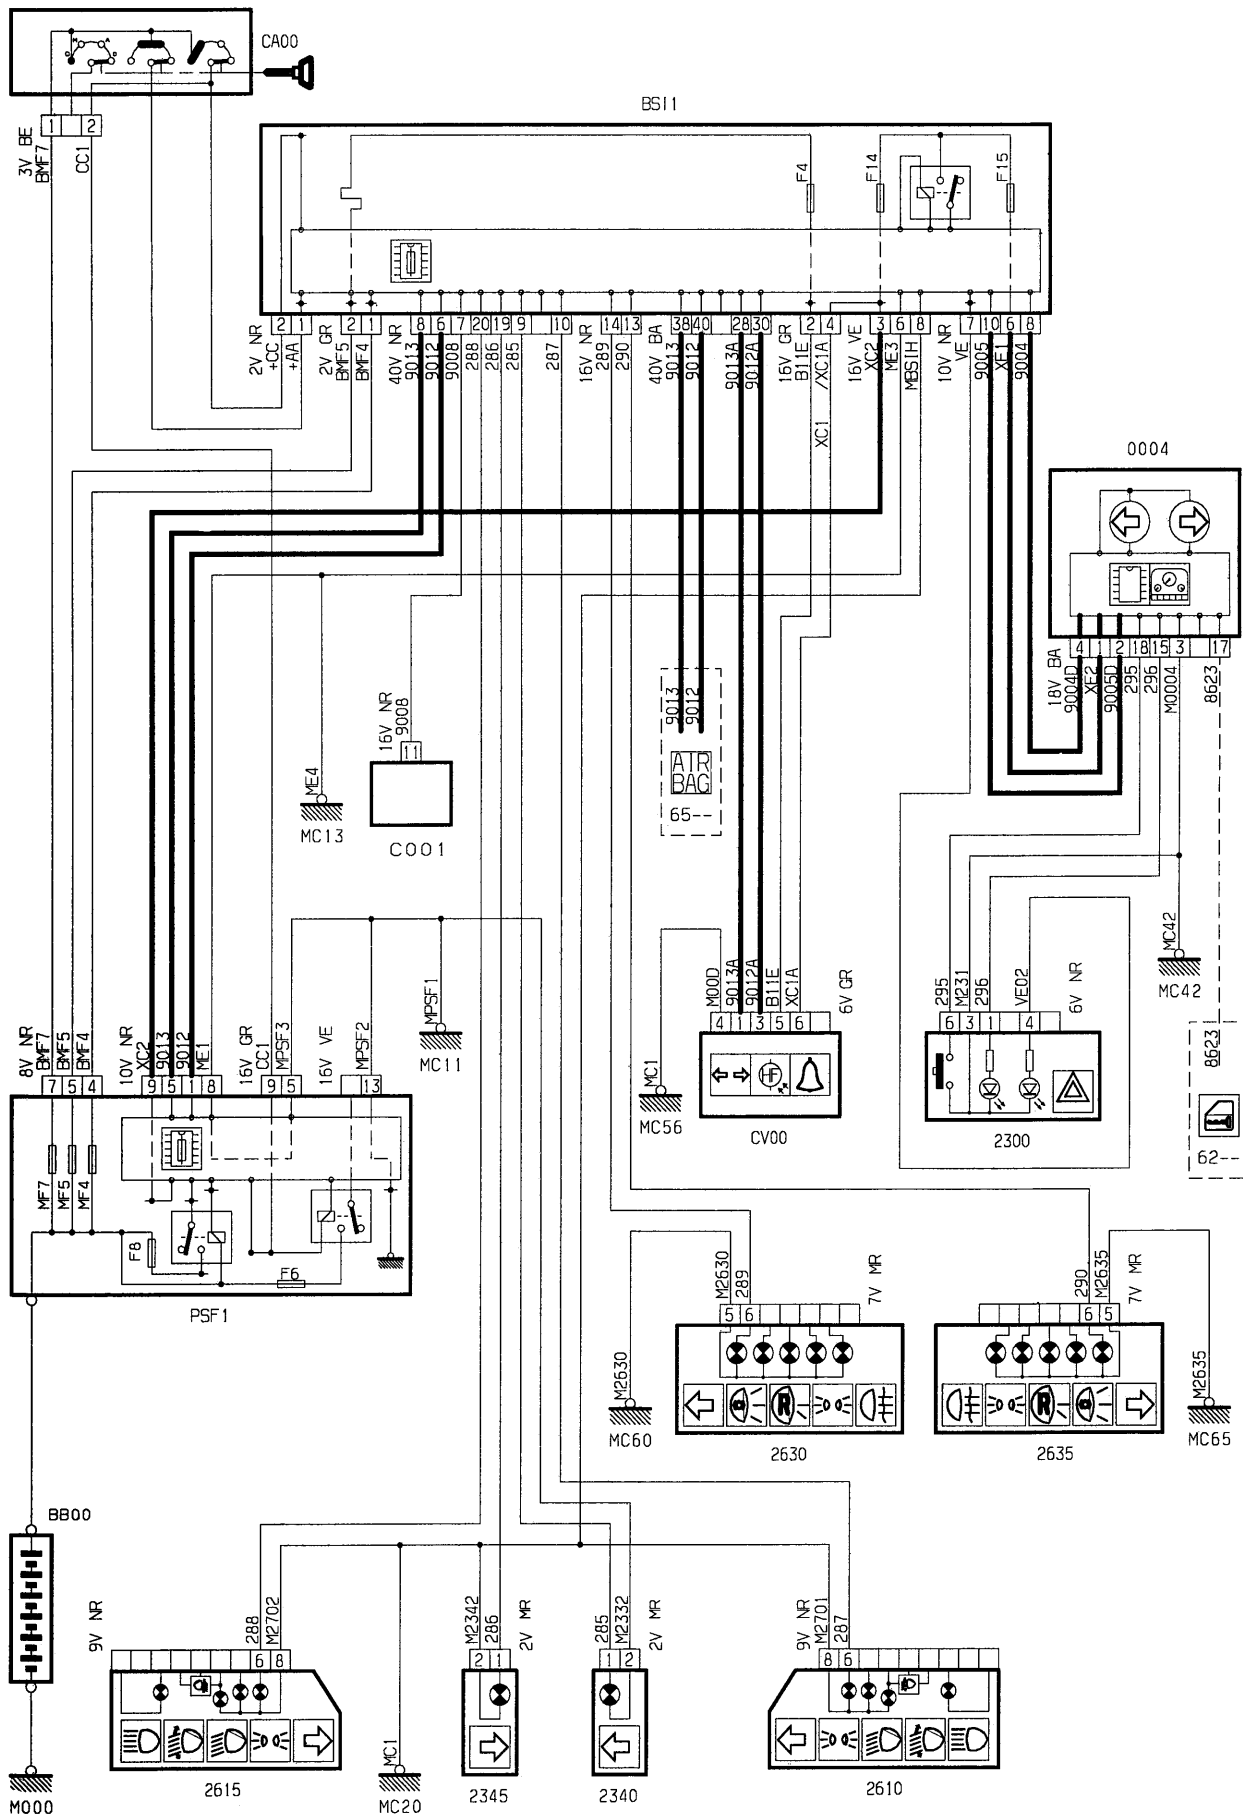 CA00
H
A
G
D
1
2
3V BE
BMF7
CC1
BSI1
F4
F14
F15
2
1
2
1
8
6
7
20
19
9
10
14
13
38
40
28
30
2
4
3
6
8
7
10
6
8
2V NR
+CC
+AA
2V GR
BMF5
BMF4
40V NR
9013
9012
9008
288
286
285
287
16V NR
289
290
40V BA
9013
9012
9013A
9012A
16V GR
B11E
/XC1A
XC1
16V VE
XC2
ME3
MBSIH
10V NR
VE
9005
XE1
9004
0004
4
1
2
18
15
3
17
18V BA
9004D
XE2
9005D
295
296
M0004
8623
9013
9012
AIR
BAG
65--
16V NR
9008
11
C001
ME4
MC13
MC42
MC42
8623
62--
M00D
9013A
9012A
B11E
XC1A
6V GR
4
1
3
5
6
HF
CV00
MC1
MC56
295
M231
296
VE02
6V NR
6
3
1
4
2300
8V NR
BMF7
BMF5
BMF4
10V NR
XC2
9013
9012
ME1
16V GR
CC1
MPSF3
16V VE
MPSF2
MPSF1
MC11
7
5
4
9
5
1
8
9
5
13
MF7
MF5
MF4
F8
F6
PSF1
M2630
289
7V MR
5
6
R
2630
M2630
MC60
290
M2635
7V MR
6
5
R
2635
M2635
MC65
BB00
M000
9V NR
288
M2702
6
8
2615
MC1
MC20
M2342
286
2V MR
2
1
2345
285
M2332
2V MR
1
2
2340
9V NR
M2701
287
8
6
2610